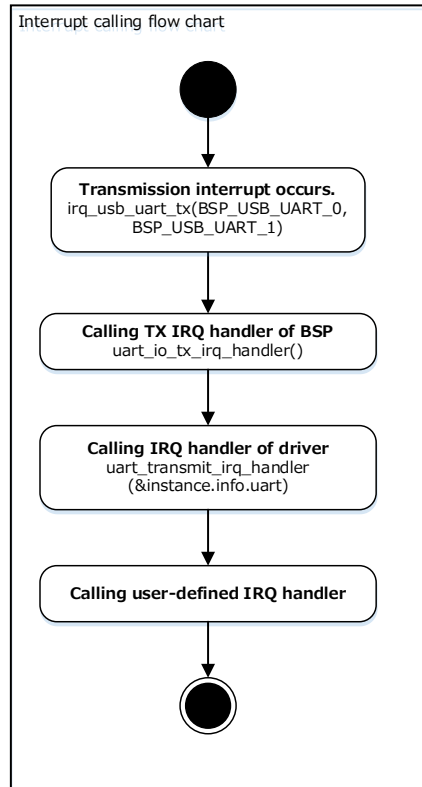 Interrupt calling flow chart
Transmission interrupt occurs.
irq_usb_uart_tx(BSP_USB_UART_0,
BSP_USB_UART_1)
Calling TX IRQ handler of BSP
uart_io_tx_irq_handler()
Calling IRQ handler of driver
uart_transmit_irq_handler
(&instance.info.uart)
Calling user-defined IRQ handler